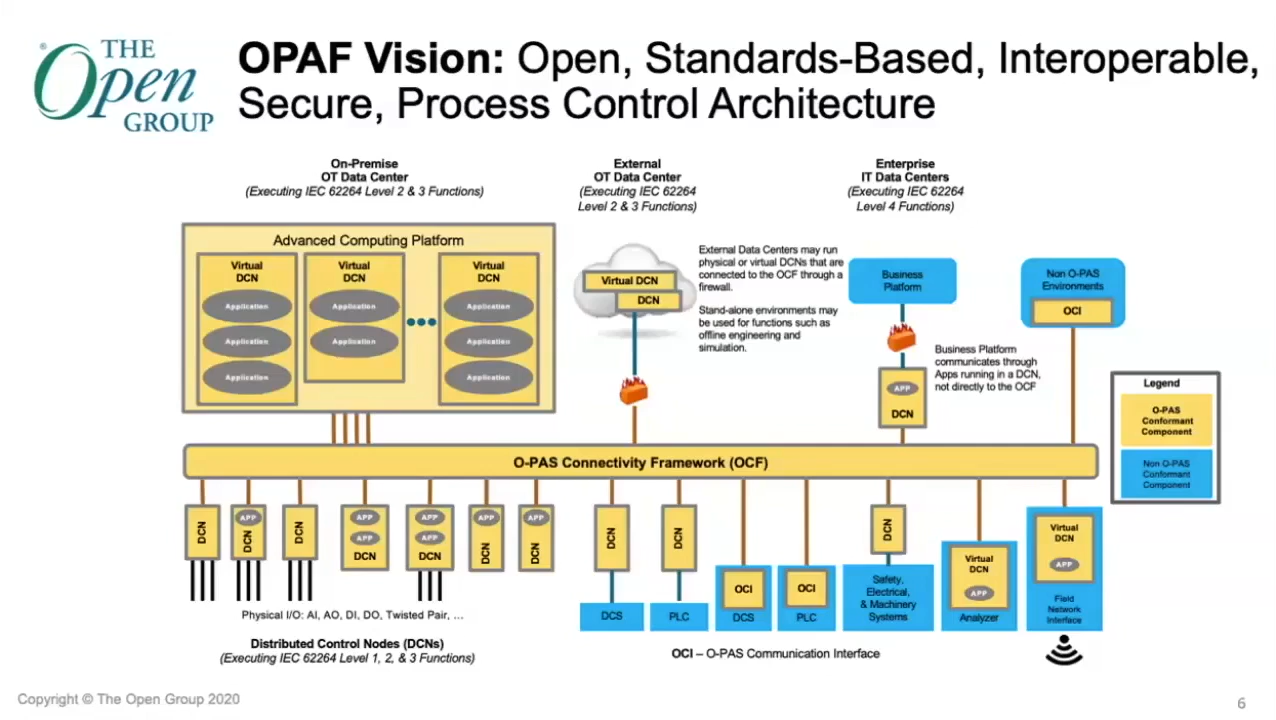 THE
Open
GROUP
®
OPAF Vision: Open, Standards-Based, Interoperable,
Secure, Process Control Architecture
On-Premise
OT Data Center
(Executing IEC 62264 Level 2 & 3 Functions)
External
OT Data Center
(Executing IEC 62264
Level 2 & 3 Functions)
Enterprise
IT Data Centers
(Executing IEC 62264
Level 4 Functions)
Advanced Computing Platform
Virtual
DCN
Application
Application
Application
Virtual
DCN
Application
Application
Virtual
DCN
Application
Application
Application
Virtual DCN
DCN
External Data Centers may run
physical or virtual DCNs that are
connected to the OCF through a
firewall.
Stand-alone environments may
be used for functions such as
offline engineering and
simulation.
Business
Platform
APP
DCN
Business Platform
communicates through
Apps running in a DCN,
not directly to the OCF
Non O-PAS
Environments
OCI
Legend
O-PAS
Conformant
Component
Non O-PAS
Conformant
Component
O-PAS Connectivity Framework (OCF)
DCN
APP
DCN
DCN
APP
APP
DCN
APP
APP
DCN
APP
DCN
APP
DCN
DCN
DCS
DCN
PLC
OCI
DCS
OCI
PLC
DCN
Safety,
Electrical,
& Machinery
Systems
Virtual
DCN
APP
Analyzer
Virtual
DCN
APP
Field
Network
Interface
Physical I/O: AI, AO, DI, DO, Twisted Pair, ...
Distributed Control Nodes (DCNs)
(Executing IEC 62264 Level 1, 2, & 3 Functions)
OCI – O-PAS Communication Interface
Copyright © The Open Group 2020
6